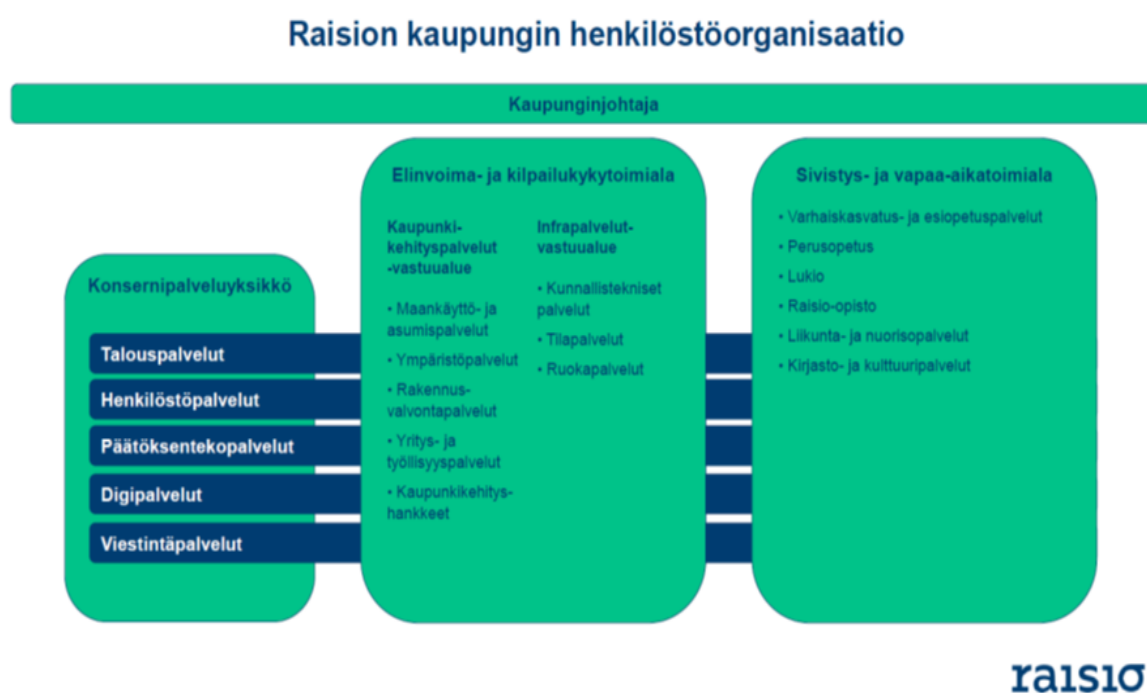 Raision kaupungin henkilöstöorganisaatio
Kaupunginjohtaja
Konsernipalveluyksikkö
Talouspalvelut
Henkilöstöpalvelut
Päätöksentekopalvelut
Digipalvelut
Viestintäpalvelut
Elinvoima- ja kilpailukykytoimiala
Kaupunki-
kehityspalvelut
-vastuualue
• Maankäyttö- ja
asumispalvelut
• Ympäristöpalvelut
• Rakennus-
valvontapalvelut
• Yritys- ja
työllisyyspalvelut
• Kaupunkikehitys-
hankkeet
Infrapalvelut-
vastuualue
• Kunnallistekniset
palvelut
• Tilapalvelut
• Ruokapalvelut
Sivistys- ja vapaa-aikatoimiala
• Varhaiskasvatus- ja esiopetuspalvelut
• Perusopetus
• Lukio
• Raisio-opisto
• Liikunta- ja nuorisopalvelut
• Kirjasto- ja kulttuuripalvelut
raisio